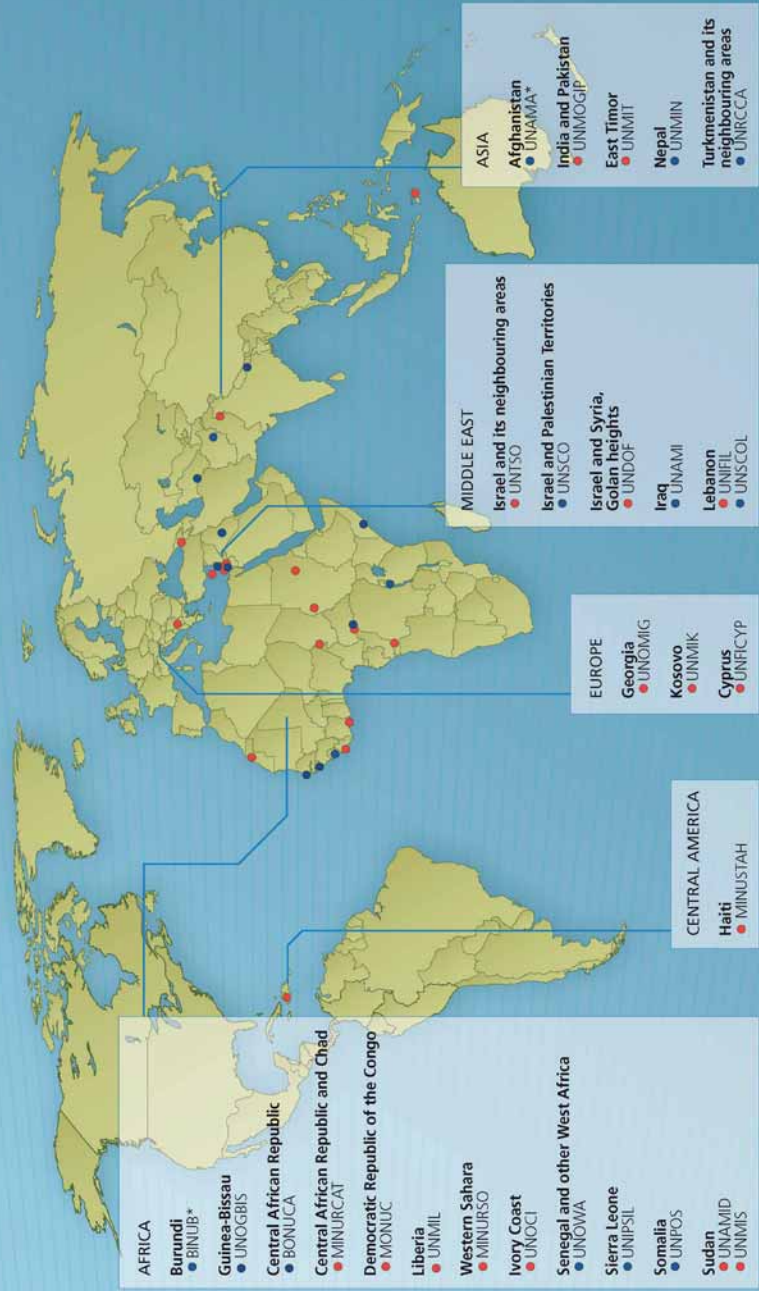 AFRICA
Burundi
BINUB*
Guinea-Bissau
UNOGBIS
Central African Republic
BONUCA
Central African Republic and Chad
MINURCAT
Democratic Republic of the Congo
MONUC
Liberia
UNMIL
Western Sahara
MINURSO
Ivory Coast
UNOCI
Senegal and other West Africa
UNOWA
Sierra Leone
UNIPSIL
Somalia
UNPOS
Sudan
UNAMID
UNMIS
CENTRAL AMERICA
Haiti
MINUSTAH
EUROPE
Georgia
UNOMIG
Kosovo
UNMIK
Cyprus
UNFICYP
MIDDLE EAST
Israel and its neighbouring areas
UNTSO
Israel and Palestinian Territories
UNSCO
Israel and Syria,
Golan heights
UNDOF
Iraq
UNAMI
Lebanon
UNIFIL
UNSCOL
ASIA
Afghanistan
UNAMA*
India and Pakistan
UNMOGIP
East Timor
UNMIT
Nepal
UNMIN
Turkmenistan and its
neighbouring areas
UNRCCA